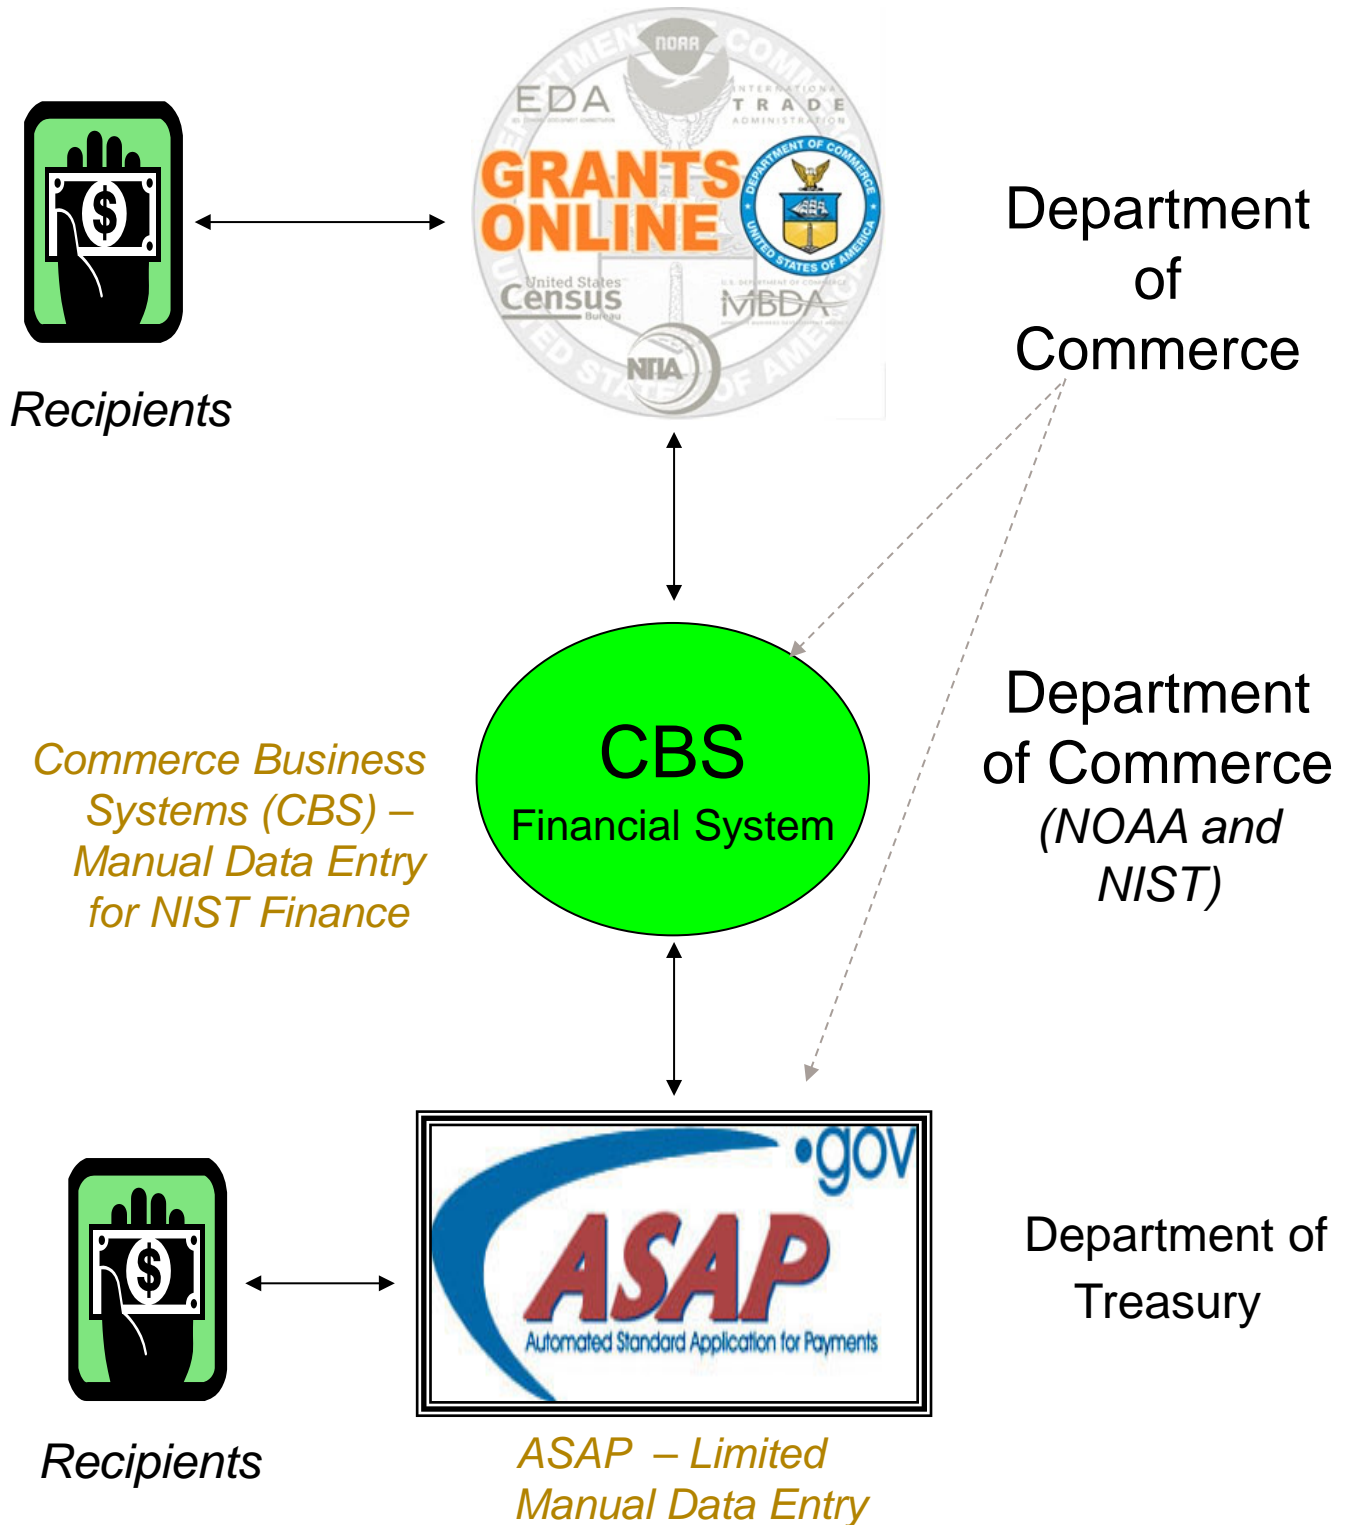 NOAA
EDA
INTERNATIONAL
TRADE
ADMINISTRATION
GRANTS
ONLINE
DEPARTMENT OF COMMERCE
UNITED STATES OF AMERICA
United States
Census
Bureau
U.S. DEPARTMENT OF COMMERCE
MBDA
NTIA
$
Recipients
Department
of
Commerce
CBS
Financial System
Commerce Business
Systems (CBS) –
Manual Data Entry
for NIST Finance
Department
of Commerce
(NOAA and
NIST)
.gov
ASAP
Automated Standard Application for Payments
$
Recipients
Department of
Treasury
ASAP – Limited
Manual Data Entry